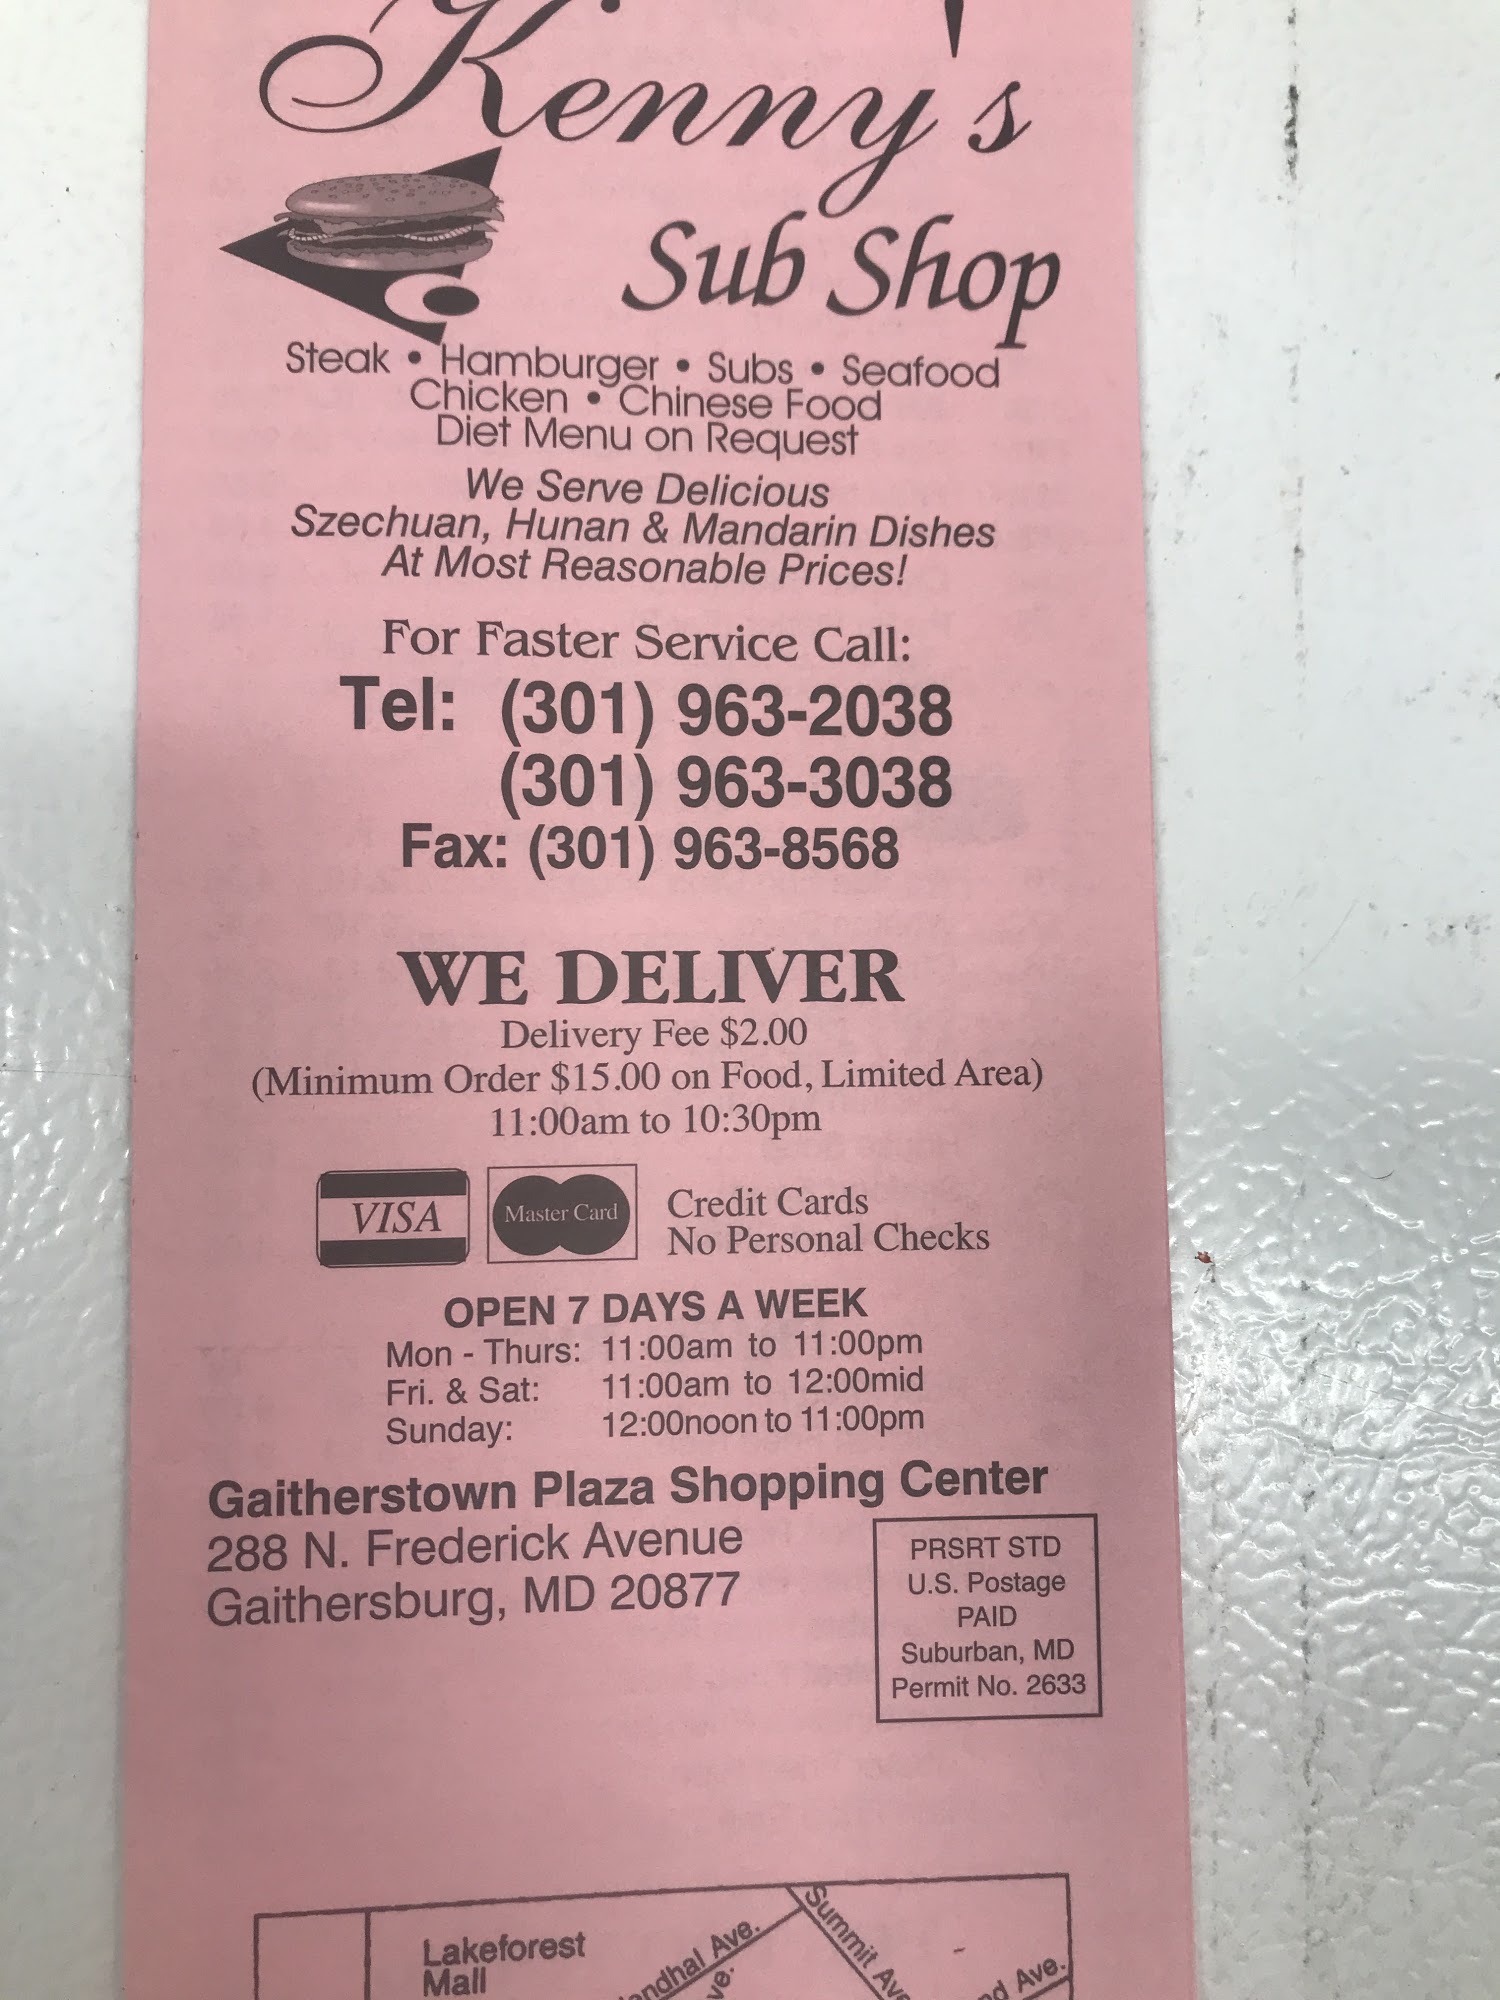 Kenny's
Sub Shop
Steak • Hamburger • Subs • Seafood
Chicken • Chinese Food
Diet Menu on Request
We Serve Delicious
Szechuan, Hunan & Mandarin Dishes
At Most Reasonable Prices!
For Faster Service Call:
Tel: (301) 963-2038
(301) 963-3038
Fax: (301) 963-8568
WE DELIVER
Delivery Fee $2.00
(Minimum Order $15.00 on Food, Limited Area)
11:00am to 10:30pm
VISA
Master Card
Credit Cards
No Personal Checks
OPEN 7 DAYS A WEEK
Mon - Thurs: 11:00am to 11:00pm
Fri. & Sat: 11:00am to 12:00mid
Sunday: 12:00noon to 11:00pm
Gaitherstown Plaza Shopping Center
288 N. Frederick Avenue
Gaithersburg, MD 20877
PRSRT STD
U.S. Postage
PAID
Suburban, MD
Permit No. 2633
Lakeforest
Mall
Ave.
Summit Ave
Ave.